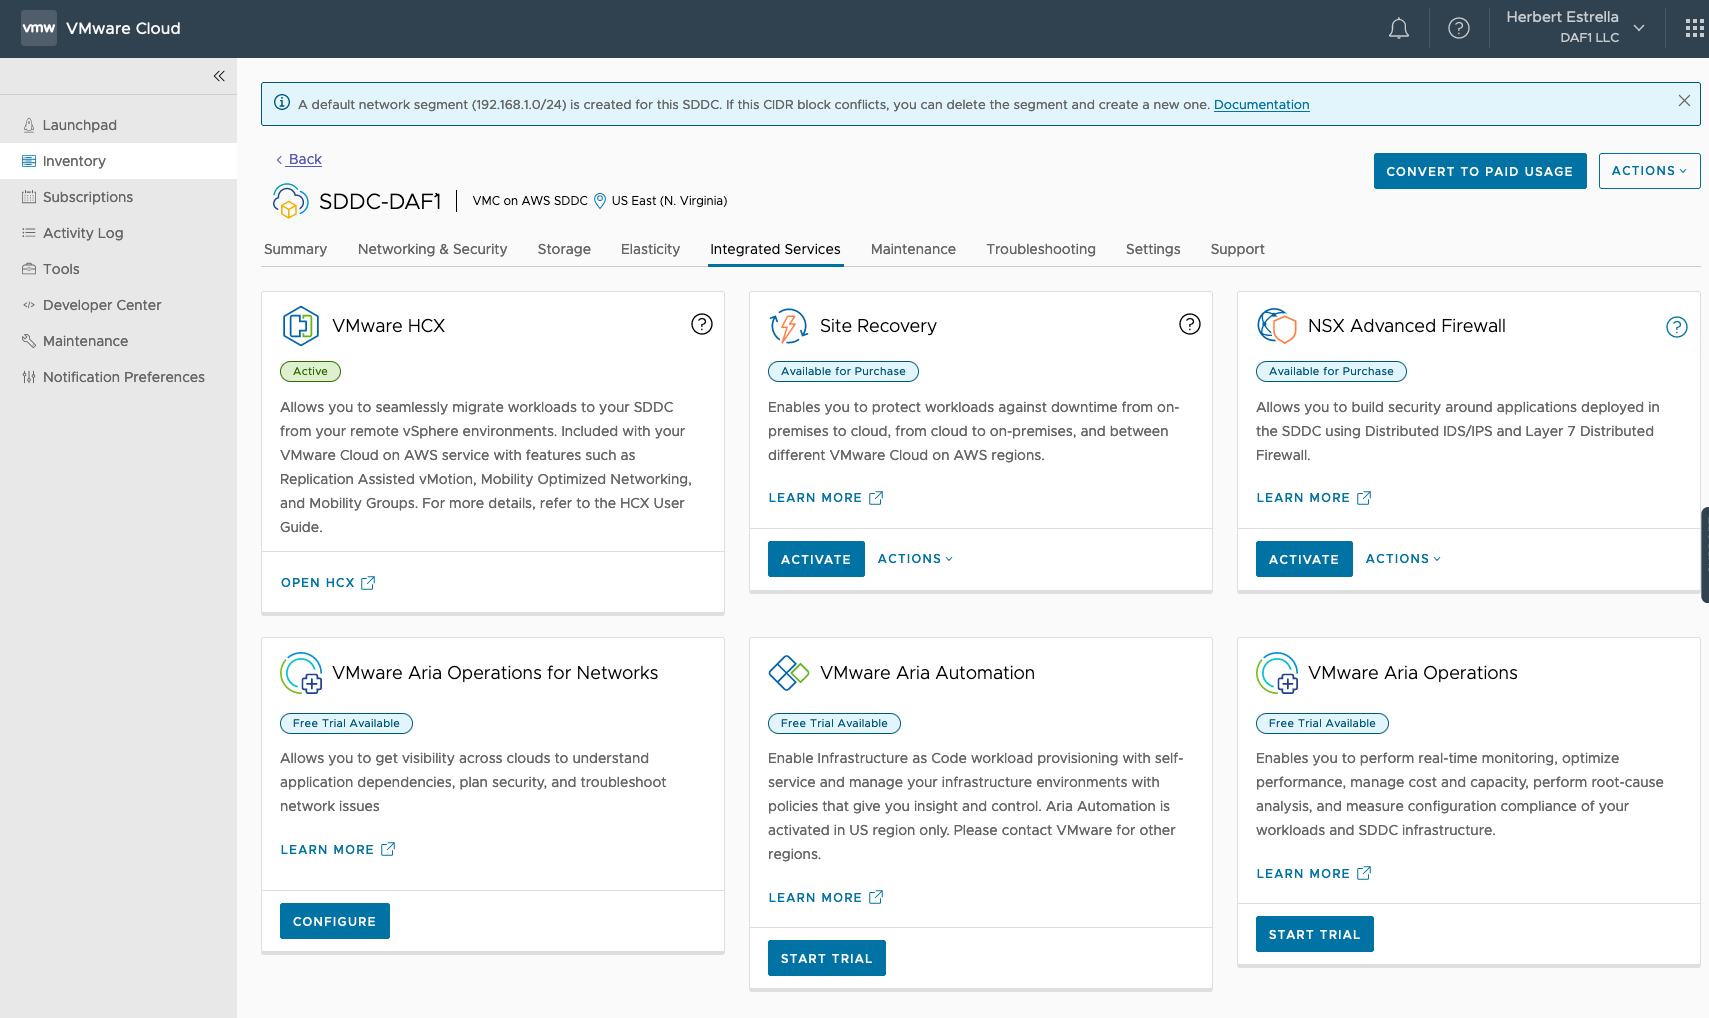 vmw VMware Cloud
Herbert Estrella
DAF1 LLC
Launchpad
Inventory
Subscriptions
Activity Log
Tools
Developer Center
Maintenance
Notification Preferences
A default network segment (192.168.1.0/24) is created for this SDDC. If this CIDR block conflicts, you can delete the segment and create a new one. Documentation
Back
CONVERT TO PAID USAGE
ACTIONS
SDDC-DAF1 | VMC on AWS SDDC US East (N. Virginia)
Summary Networking & Security Storage Elasticity Integrated Services Maintenance Troubleshooting Settings Support
VMware HCX
Active
Allows you to seamlessly migrate workloads to your SDDC
from your remote vSphere environments. Included with your
VMware Cloud on AWS service with features such as
Replication Assisted vMotion, Mobility Optimized Networking,
and Mobility Groups. For more details, refer to the HCX User
Guide.
OPEN HCX
Site Recovery
Available for Purchase
Enables you to protect workloads against downtime from on-
premises to cloud, from cloud to on-premises, and between
different VMware Cloud on AWS regions.
LEARN MORE
ACTIVATE ACTIONS
NSX Advanced Firewall
Available for Purchase
Allows you to build security around applications deployed in
the SDDC using Distributed IDS/IPS and Layer 7 Distributed
Firewall.
LEARN MORE
ACTIVATE ACTIONS
VMware Aria Operations for Networks
Free Trial Available
Allows you to get visibility across clouds to understand
application dependencies, plan security, and troubleshoot
network issues
LEARN MORE
CONFIGURE
VMware Aria Automation
Free Trial Available
Enable Infrastructure as Code workload provisioning with self-
service and manage your infrastructure environments with
policies that give you insight and control. Aria Automation is
activated in US region only. Please contact VMware for other
regions.
LEARN MORE
START TRIAL
VMware Aria Operations
Free Trial Available
Enables you to perform real-time monitoring, optimize
performance, manage cost and capacity, perform root-cause
analysis, and measure configuration compliance of your
workloads and SDDC infrastructure.
LEARN MORE
START TRIAL